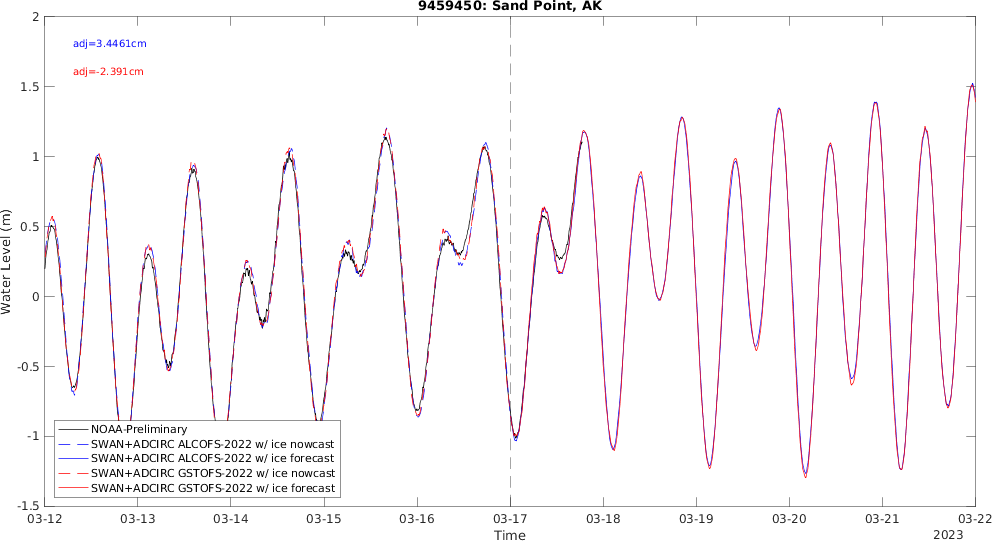 9459450: Sand Point, AK
adj=3.4461cm
adj=-2.391cm
Water Level (m)
2
1.5
1
0.5
0
-0.5
-1
-1.5
NOAA-Preliminary
SWAN+ADCIRC ALCOFS-2022 w/ ice nowcast
SWAN+ADCIRC ALCOFS-2022 w/ ice forecast
SWAN+ADCIRC GSTOFS-2022 w/ ice nowcast
SWAN+ADCIRC GSTOFS-2022 w/ ice forecast
03-12 03-13 03-14 03-15 03-16 03-17 03-18 03-19 03-20 03-21 03-22
Time
2023